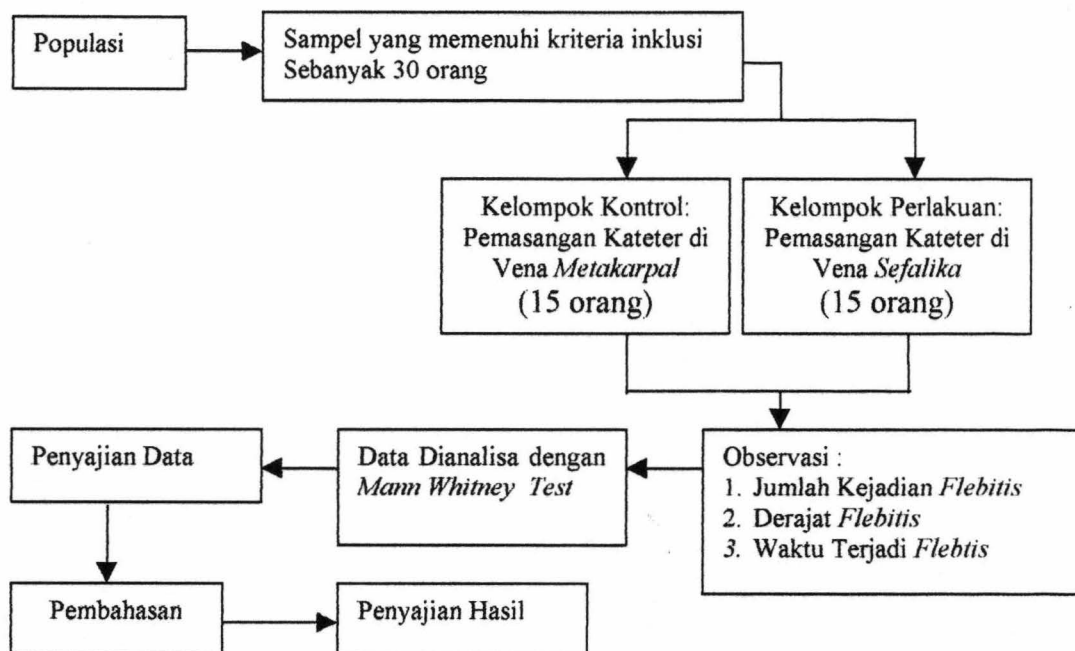 Populasi
Sampel yang memenuhi kriteria inklusi
Sebanyak 30 orang
Kelompok Kontrol:
Pemasangan Kateter di
Vena Metakarpal
(15 orang)
Kelompok Perlakuan:
Pemasangan Kateter di
Vena Sefalika
(15 orang)
Observasi :
1. Jumlah Kejadian Flebitis
2. Derajat Flebitis
3. Waktu Terjadi Flebtis
Data Dianalisa dengan
Mann Whitney Test
Penyajian Data
Pembahasan
Penyajian Hasil